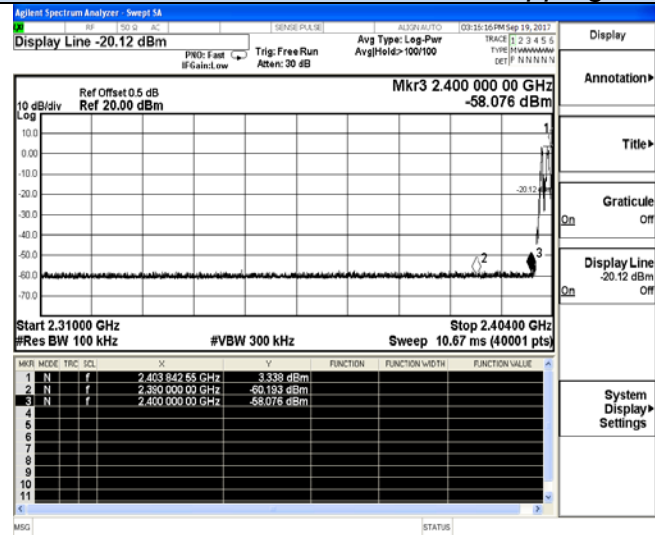 Agilent Spectrum Analyzer - Swept SA
RF 50 Ω AC SENSE:PULSE ALIGN AUTO 03:15:16 PM Sep 19, 2017
Display Line -20.12 dBm
PNO: Fast Trig: Free Run Avg Type: Log-Pwr TRACE 1 2 3 4 5 6
IFGain:Low Atten: 30 dB Avg|Hold:> 100/100 TYPE M
DET P N N N N N
Mkr3 2.400 000 00 GHz
-58.076 dBm
Ref Offset 0.5 dB
10 dB/div Ref 20.00 dBm
Log
10.0
0.00
-10.0
-20.0
-30.0
-40.0
-50.0
-60.0
-70.0
1
-20.12
2
3
Start 2.31000 GHz Stop 2.40400 GHz
#Res BW 100 kHz #VBW 300 kHz Sweep 10.67 ms (40001 pts)
MKR MODE TRC SCL X Y FUNCTION FUNCTION WIDTH FUNCTION VALUE
1 N f 2.403 842 55 GHz 3.338 dBm
2 N f 2.390 000 00 GHz -60.193 dBm
3 N f 2.400 000 00 GHz -58.076 dBm
4
5
6
7
8
9
10
11
MSG STATUS
Display
Annotation
Title
Graticule
On Off
Display Line
-20.12 dBm
On Off
System
Display
Settings